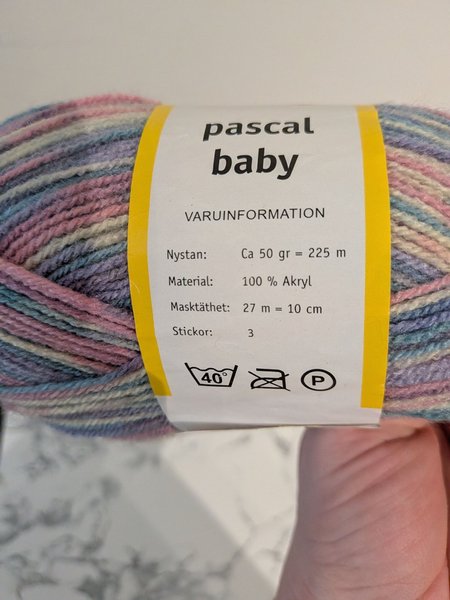 pascal
baby
VARUINFORMATION
Nystan: Ca 50 gr = 225 m
Material: 100 % Akryl
Masktäthet: 27 m = 10 cm
Stickor: 3
40° P